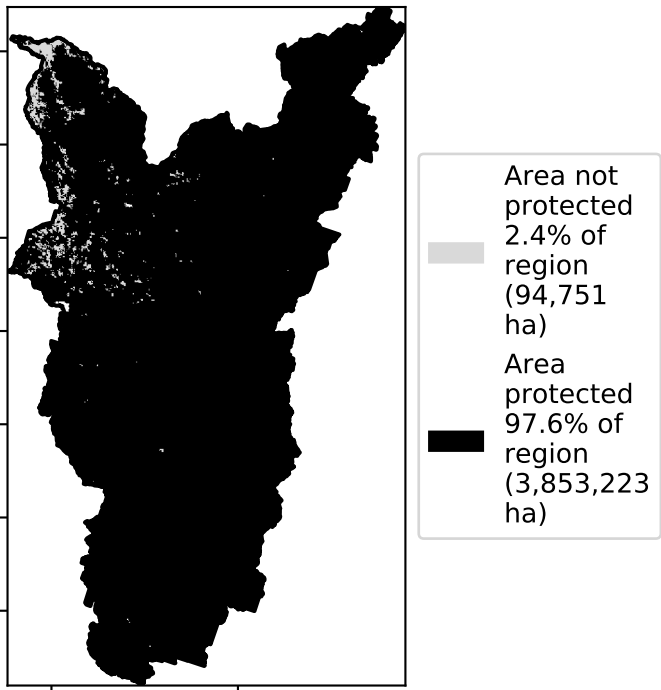 Area not
protected
2.4% of
region
(94,751
ha)
Area
protected
97.6% of
region
(3,853,223
ha)